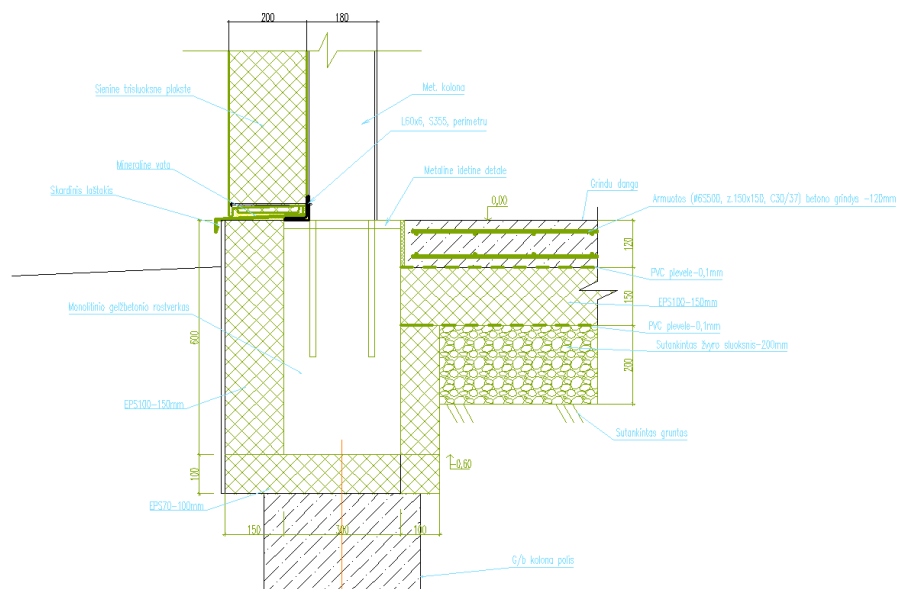 200
180
Sieninė trisluoksnė plokštė
Met. kolona
L60x6, S355, perimetru
Mineralinė vata
Metalinė įdėtinė detalė
Skardinis lašlakis
Grindų danga
0,00
Armuotos (#6S500, z.150x150, C30/37) betono grindys -120mm
120
PVC plėvelė-0,1mm
150
EPS100-150mm
Monolitinio gelžbetonio rostverkas
PVC plėvelė-0,1mm
600
Sutankintas žvyro sluoksnis-200mm
200
EPS100-150mm
Sutankintas gruntas
-0,60
100
EPS70-100mm
150
300
100
G/b kolona polis